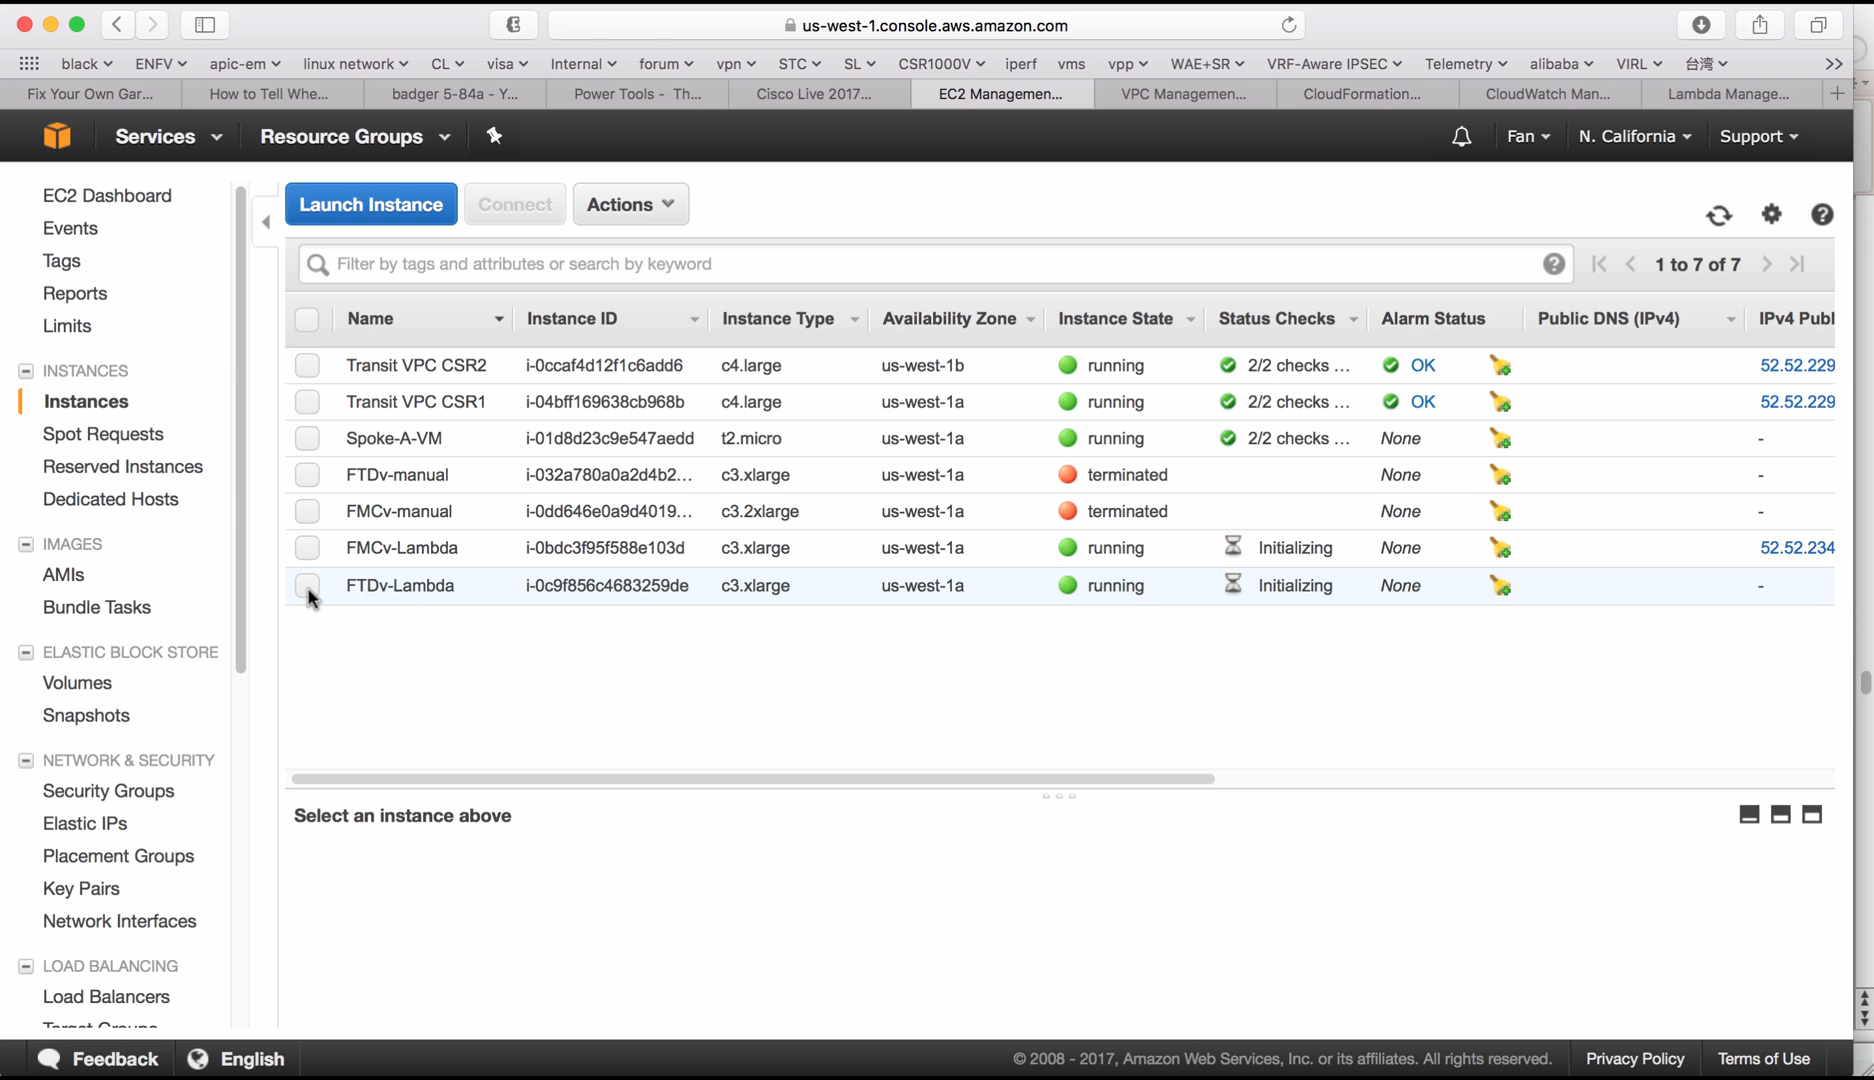 us-west-1.console.aws.amazon.com
black ENFV apic-em linux network CL visa Internal forum vpn STC SL CSR1000V iperf vms vpp WAE+SR VRF-Aware IPSEC Telemetry alibaba VIRL 台湾
Fix Your Own Gar... How to Tell Whe... badger 5-84a - Y... Power Tools - Th... Cisco Live 2017... EC2 Managemen... VPC Managemen... CloudFormation... CloudWatch Man... Lambda Manage...
Services Resource Groups Fan N. California Support
EC2 Dashboard
Events
Tags
Reports
Limits
INSTANCES
Instances
Spot Requests
Reserved Instances
Dedicated Hosts
IMAGES
AMIs
Bundle Tasks
ELASTIC BLOCK STORE
Volumes
Snapshots
NETWORK & SECURITY
Security Groups
Elastic IPs
Placement Groups
Key Pairs
Network Interfaces
LOAD BALANCING
Load Balancers
Launch Instance Connect Actions
Filter by tags and attributes or search by keyword 1 to 7 of 7
Name Instance ID Instance Type Availability Zone Instance State Status Checks Alarm Status Public DNS (IPv4) IPv4 Publ
Transit VPC CSR2 i-0ccaf4d12f1c6add6 c4.large us-west-1b running 2/2 checks ... OK 52.52.229
Transit VPC CSR1 i-04bff169638cb968b c4.large us-west-1a running 2/2 checks ... OK 52.52.229
Spoke-A-VM i-01d8d23c9e547aedd t2.micro us-west-1a running 2/2 checks ... None -
FTDv-manual i-032a780a0a2d4b2... c3.xlarge us-west-1a terminated None -
FMCv-manual i-0dd646e0a9d4019... c3.2xlarge us-west-1a terminated None -
FMCv-Lambda i-0bdc3f95f588e103d c3.xlarge us-west-1a running Initializing None 52.52.234
FTDv-Lambda i-0c9f856c4683259de c3.xlarge us-west-1a running Initializing None -
Select an instance above
Feedback English © 2008 - 2017, Amazon Web Services, Inc. or its affiliates. All rights reserved. Privacy Policy Terms of Use